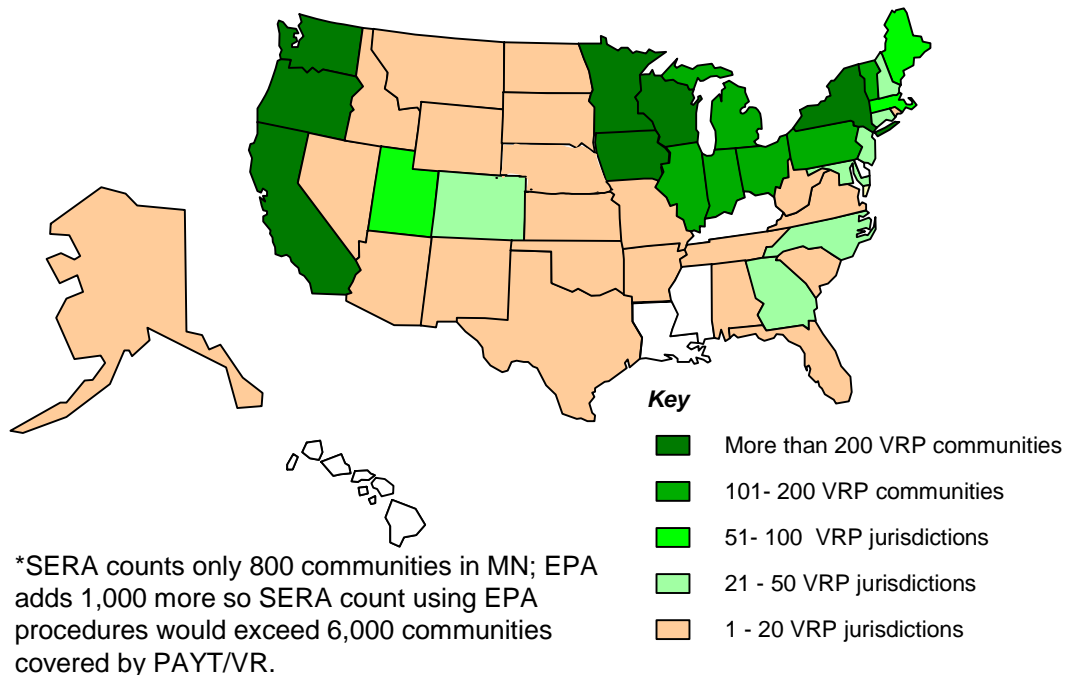 Key
More than 200 VRP communities
101- 200 VRP communities
51- 100 VRP jurisdictions
21 - 50 VRP jurisdictions
1 - 20 VRP jurisdictions
*SERA counts only 800 communities in MN; EPA
adds 1,000 more so SERA count using EPA
procedures would exceed 6,000 communities
covered by PAYT/VR.